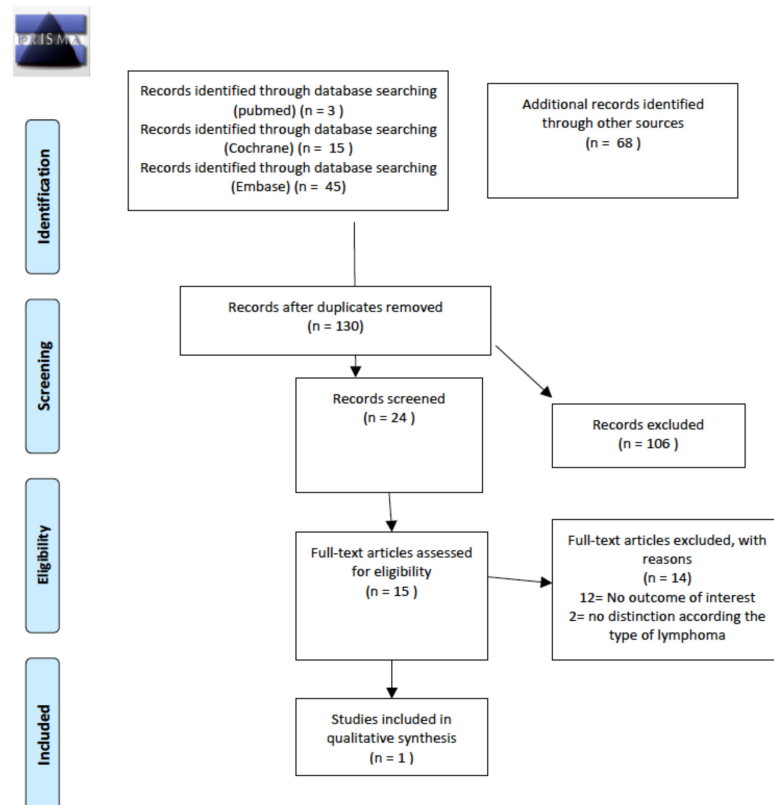 PRISMA
Records identified through database searching
(pubmed) (n = 3 )
Records identified through database searching
(Cochrane) (n = 15 )
Records identified through database searching
(Embase) (n = 45)
Additional records identified
through other sources
(n = 68 )
Identification
Records after duplicates removed
(n = 130)
Screening
Records screened
(n = 24 )
Records excluded
(n = 106 )
Eligibility
Full-text articles assessed
for eligibility
(n = 15 )
Full-text articles excluded, with
reasons
(n = 14)
12= No outcome of interest
2= no distinction according the
type of lymphoma
Included
Studies included in
qualitative synthesis
(n = 1 )